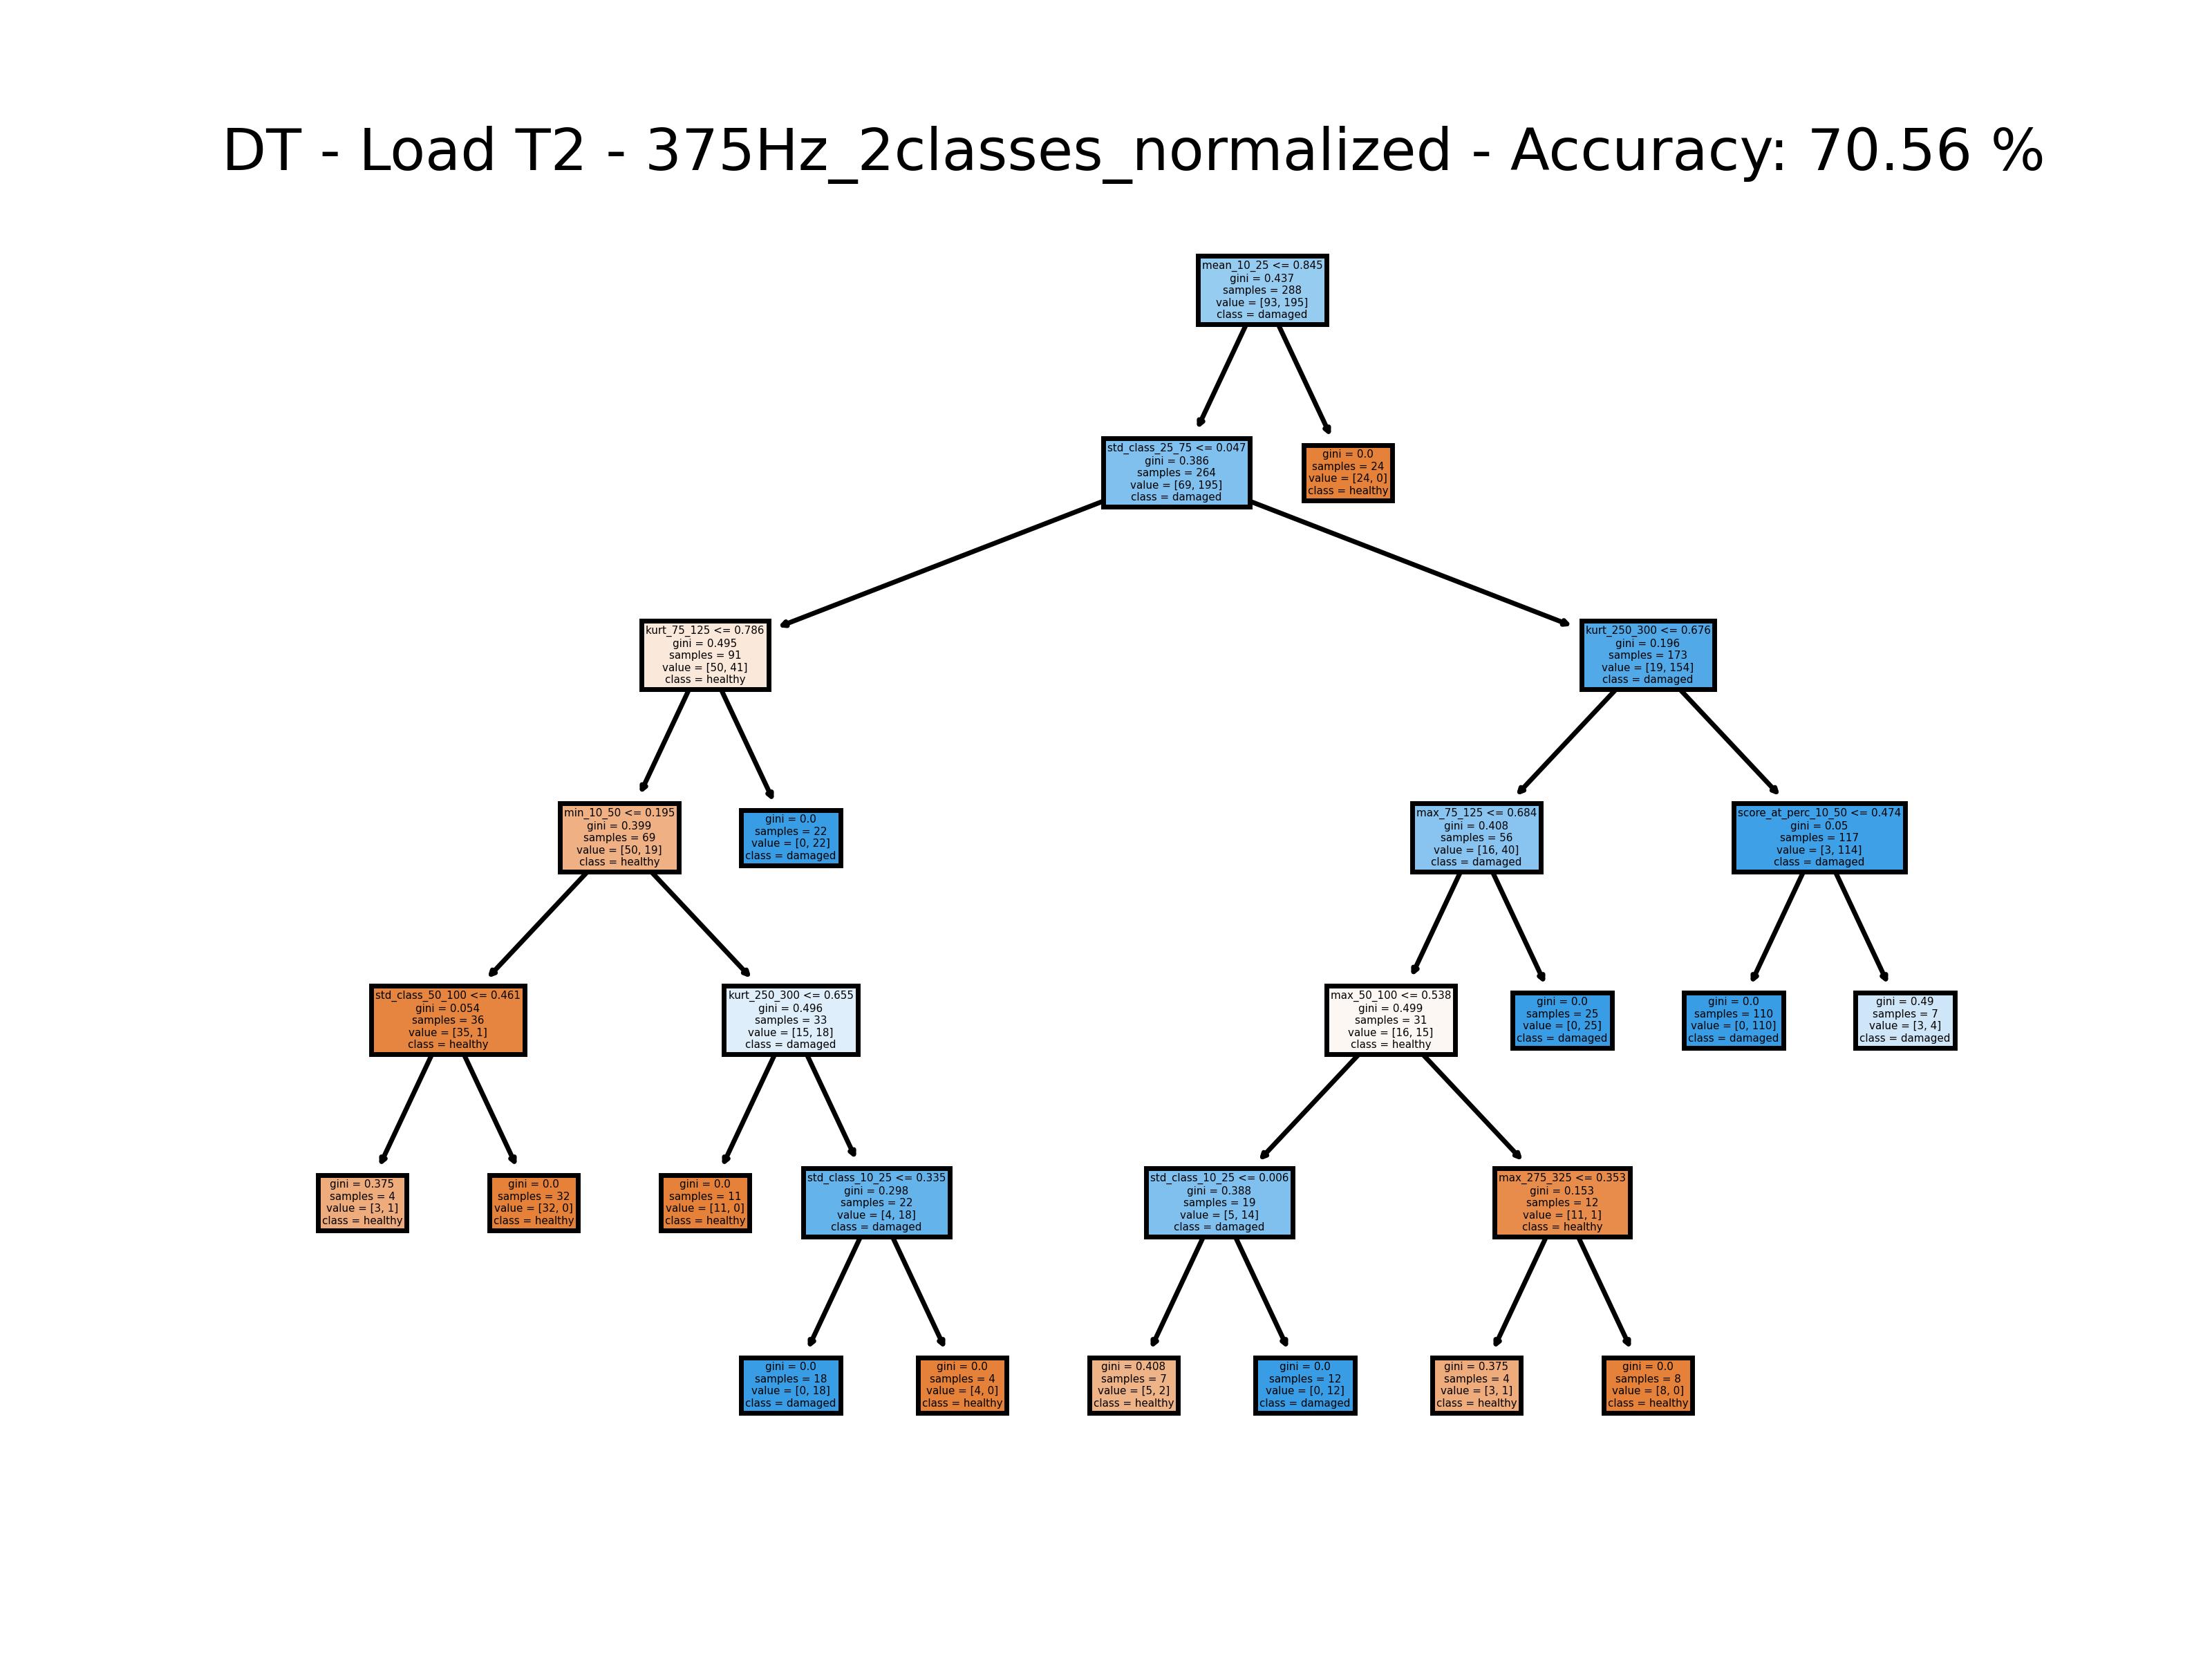 DT - Load T2 - 375Hz_2classes_normalized - Accuracy: 70.56 %
mean_10_25 <= 0.845
gini = 0.437
samples = 288
value = [93, 195]
class = damaged
std_class_25_75 <= 0.047
gini = 0.386
samples = 264
value = [69, 195]
class = damaged
gini = 0.0
samples = 24
value = [24, 0]
class = healthy
kurt_75_125 <= 0.786
gini = 0.495
samples = 91
value = [50, 41]
class = healthy
kurt_250_300 <= 0.676
gini = 0.196
samples = 173
value = [19, 154]
class = damaged
min_10_50 <= 0.195
gini = 0.399
samples = 69
value = [50, 19]
class = healthy
gini = 0.0
samples = 22
value = [0, 22]
class = damaged
max_75_125 <= 0.684
gini = 0.408
samples = 56
value = [16, 40]
class = damaged
score_at_perc_10_50 <= 0.474
gini = 0.05
samples = 117
value = [3, 114]
class = damaged
std_class_50_100 <= 0.461
gini = 0.054
samples = 36
value = [35, 1]
class = healthy
kurt_250_300 <= 0.655
gini = 0.496
samples = 33
value = [15, 18]
class = damaged
max_50_100 <= 0.538
gini = 0.499
samples = 31
value = [16, 15]
class = healthy
gini = 0.0
samples = 25
value = [0, 25]
class = damaged
gini = 0.0
samples = 110
value = [0, 110]
class = damaged
gini = 0.49
samples = 7
value = [3, 4]
class = damaged
gini = 0.375
samples = 4
value = [3, 1]
class = healthy
gini = 0.0
samples = 32
value = [32, 0]
class = healthy
gini = 0.0
samples = 11
value = [11, 0]
class = healthy
std_class_10_25 <= 0.335
gini = 0.298
samples = 22
value = [4, 18]
class = damaged
std_class_10_25 <= 0.006
gini = 0.388
samples = 19
value = [5, 14]
class = damaged
max_275_325 <= 0.353
gini = 0.153
samples = 12
value = [11, 1]
class = healthy
gini = 0.0
samples = 18
value = [0, 18]
class = damaged
gini = 0.0
samples = 4
value = [4, 0]
class = healthy
gini = 0.408
samples = 7
value = [5, 2]
class = healthy
gini = 0.0
samples = 12
value = [0, 12]
class = damaged
gini = 0.375
samples = 4
value = [3, 1]
class = healthy
gini = 0.0
samples = 8
value = [8, 0]
class = healthy